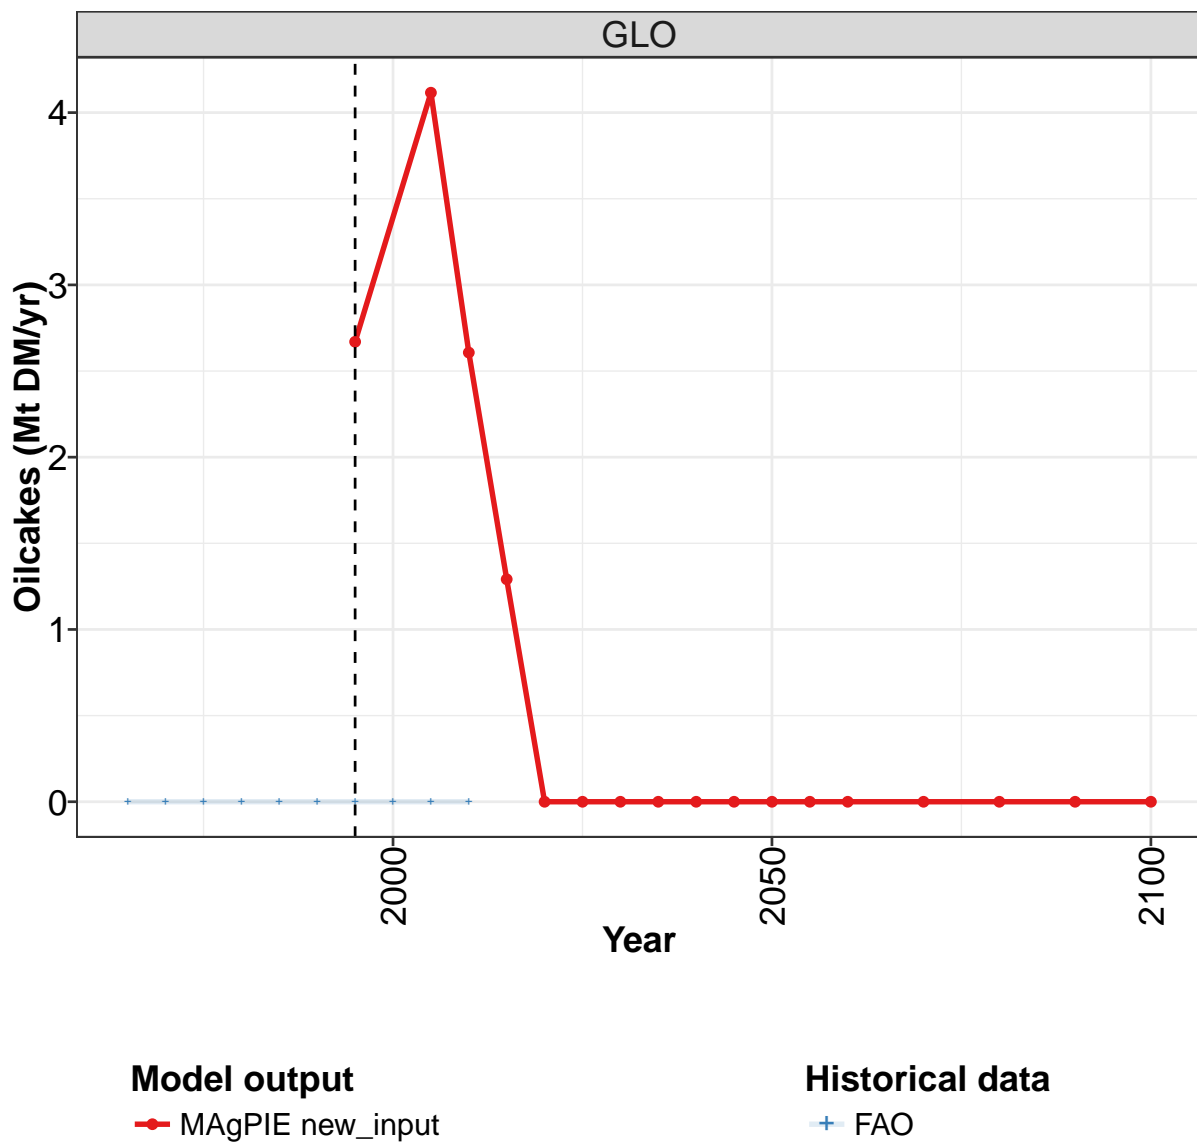 GLO
Oilcakes (Mt DM/yr)
4
3
2
1
0
2000
2050
2100
Year
Model output
MAgPIE new_input
Historical data
FAO